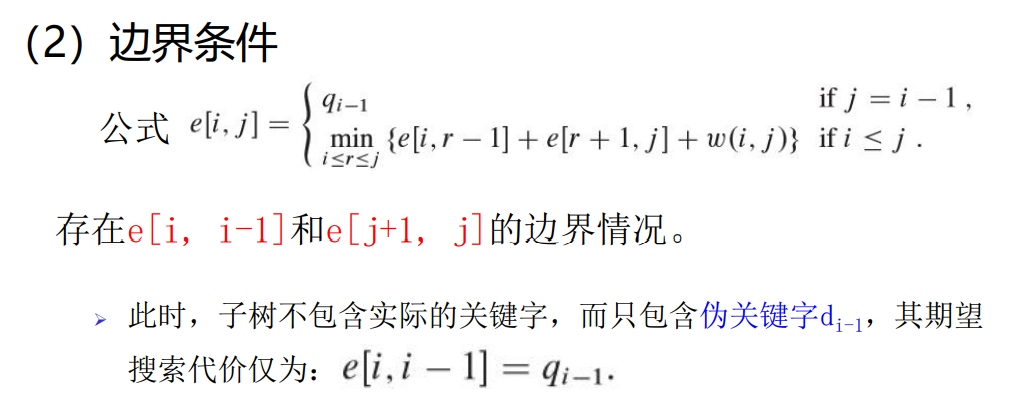 （2）边界条件
公式 e[i, j] = { q_{i−1} if j = i − 1,
min_{i≤r≤j} {e[i, r − 1] + e[r + 1, j] + w(i, j)} if i ≤ j.
存在e[i, i-1]和e[j+1, j]的边界情况。
➢ 此时，子树不包含实际的关键字，而只包含伪关键字d_{i-1}，其期望
搜索代价仅为：e[i, i − 1] = q_{i−1}.